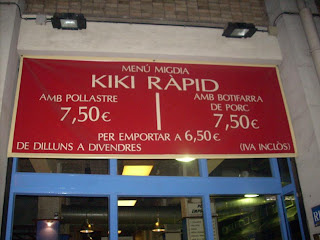 MENÚ MIGDIA
KIKI RÀPID
AMB POLLASTRE
7,50€
AMB BOTIFARRA
DE PORC
7,50€
PER EMPORTAR A 6,50€
DE DILLUNS A DIVENDRES
(IVA INCLÒS)